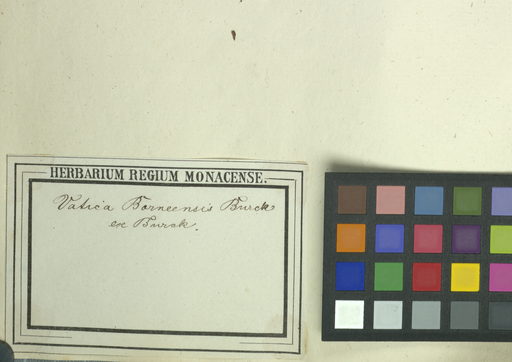 HERBARIUM REGIUM MONACENSE.
Vatica Borneensis Burck
ex Burck.